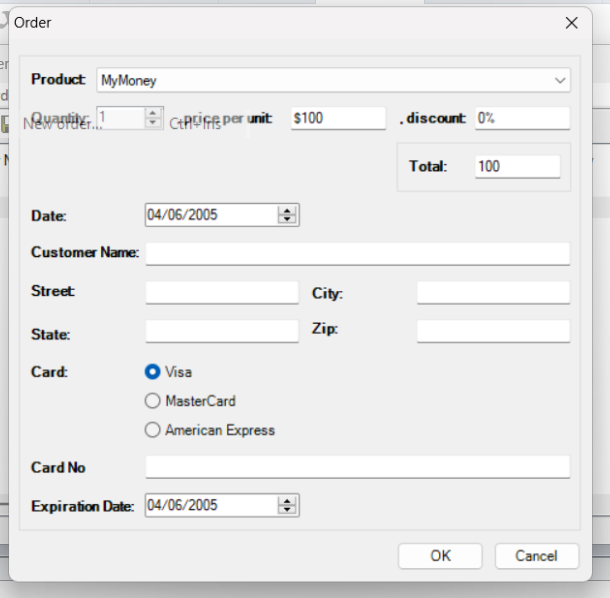 Order
Product: MyMoney
Quantity: 1 , price per unit: $100 , discount: 0%
New order... Ctrl+Ins
Total: 100
Date: 04/06/2005
Customer Name:
Street: City:
State: Zip:
Card: Visa
MasterCard
American Express
Card No
Expiration Date: 04/06/2005
OK Cancel